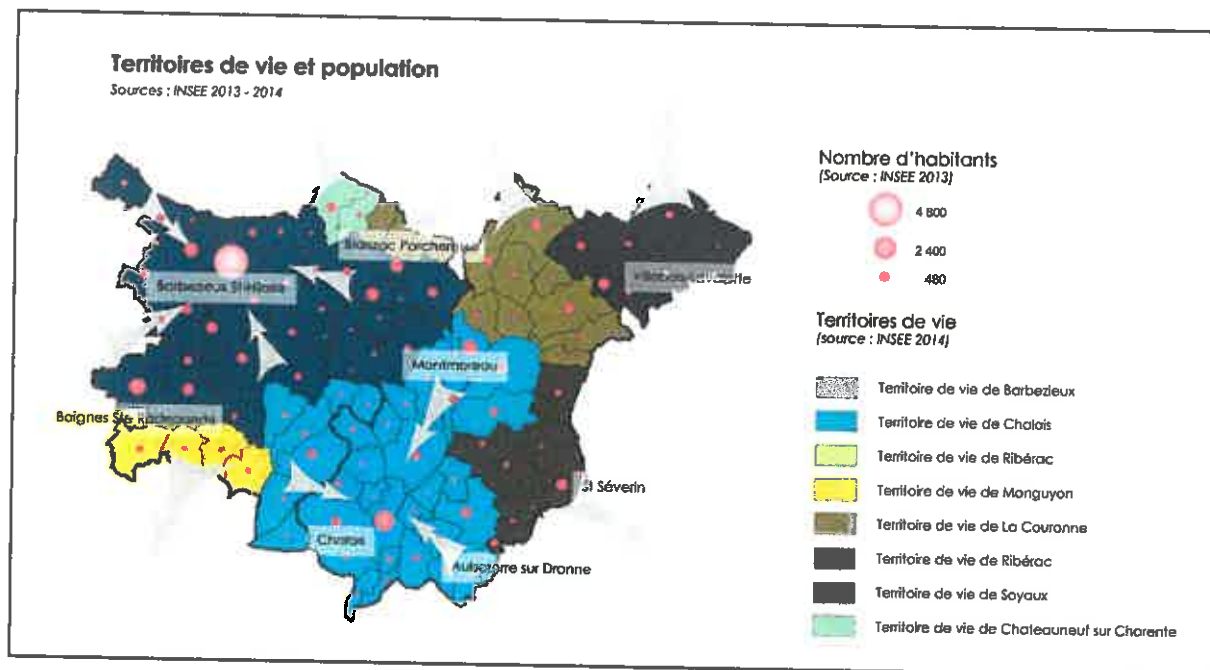 Territoires de vie et population
Sources : INSEE 2013 - 2014
Nombre d'habitants
(Source : INSEE 2013)
4 800
2 400
480
Territoires de vie
(source : INSEE 2014)
Territoire de vie de Barbezieux
Territoire de vie de Chalais
Territoire de vie de Ribérac
Territoire de vie de Monguyon
Territoire de vie de La Couronne
Territoire de vie de Ribérac
Territoire de vie de Soyaux
Territoire de vie de Chateauneuf sur Charente
Barbezieux St-Hilaire
Montmoreau
Baignes Ste
St Séverin
Chalais
Aubeterre sur Dronne